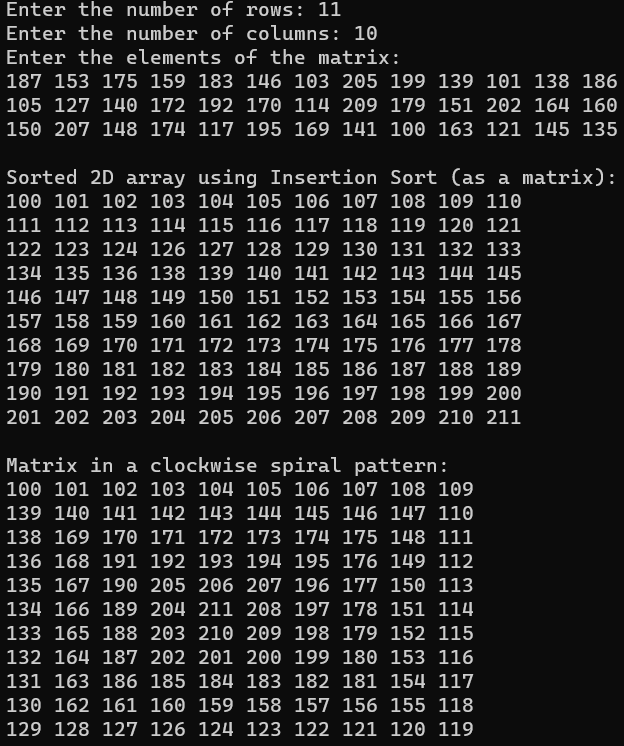 Enter the number of rows: 11
Enter the number of columns: 10
Enter the elements of the matrix:
187 153 175 159 183 146 103 205 199 139 101 138 186
105 127 140 172 192 170 114 209 179 151 202 164 160
150 207 148 174 117 195 169 141 100 163 121 145 135
Sorted 2D array using Insertion Sort (as a matrix):
100 101 102 103 104 105 106 107 108 109 110
111 112 113 114 115 116 117 118 119 120 121
122 123 124 126 127 128 129 130 131 132 133
134 135 136 138 139 140 141 142 143 144 145
146 147 148 149 150 151 152 153 154 155 156
157 158 159 160 161 162 163 164 165 166 167
168 169 170 171 172 173 174 175 176 177 178
179 180 181 182 183 184 185 186 187 188 189
190 191 192 193 194 195 196 197 198 199 200
201 202 203 204 205 206 207 208 209 210 211
Matrix in a clockwise spiral pattern:
100 101 102 103 104 105 106 107 108 109
139 140 141 142 143 144 145 146 147 110
138 169 170 171 172 173 174 175 148 111
136 168 191 192 193 194 195 176 149 112
135 167 190 205 206 207 196 177 150 113
134 166 189 204 211 208 197 178 151 114
133 165 188 203 210 209 198 179 152 115
132 164 187 202 201 200 199 180 153 116
131 163 186 185 184 183 182 181 154 117
130 162 161 160 159 158 157 156 155 118
129 128 127 126 124 123 122 121 120 119